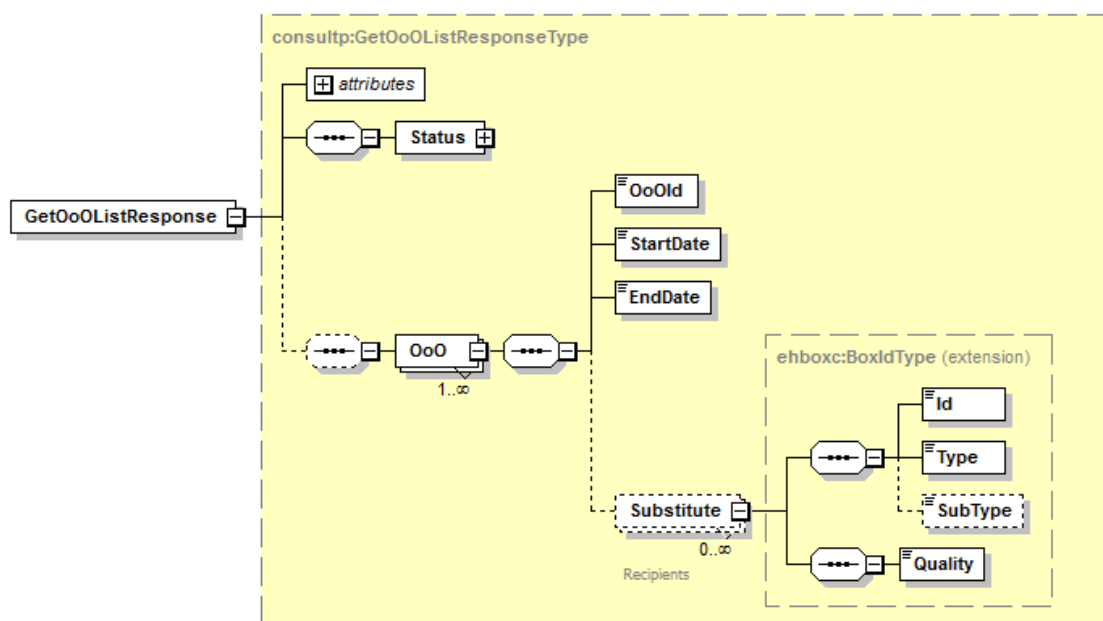 consultp:GetOoOListResponseType
attributes
Status
GetOoOListResponse
OoOId
StartDate
EndDate
OoO
1..∞
ehboxc:BoxIdType (extension)
Id
Type
SubType
Substitute
0..∞
Recipients
Quality